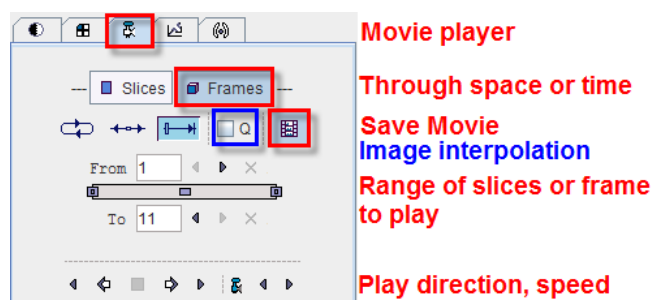 Movie player
Slices Frames Through space or time
Q Save Movie
Image interpolation
From 1 Range of slices or frame
to play
To 11
Play direction, speed